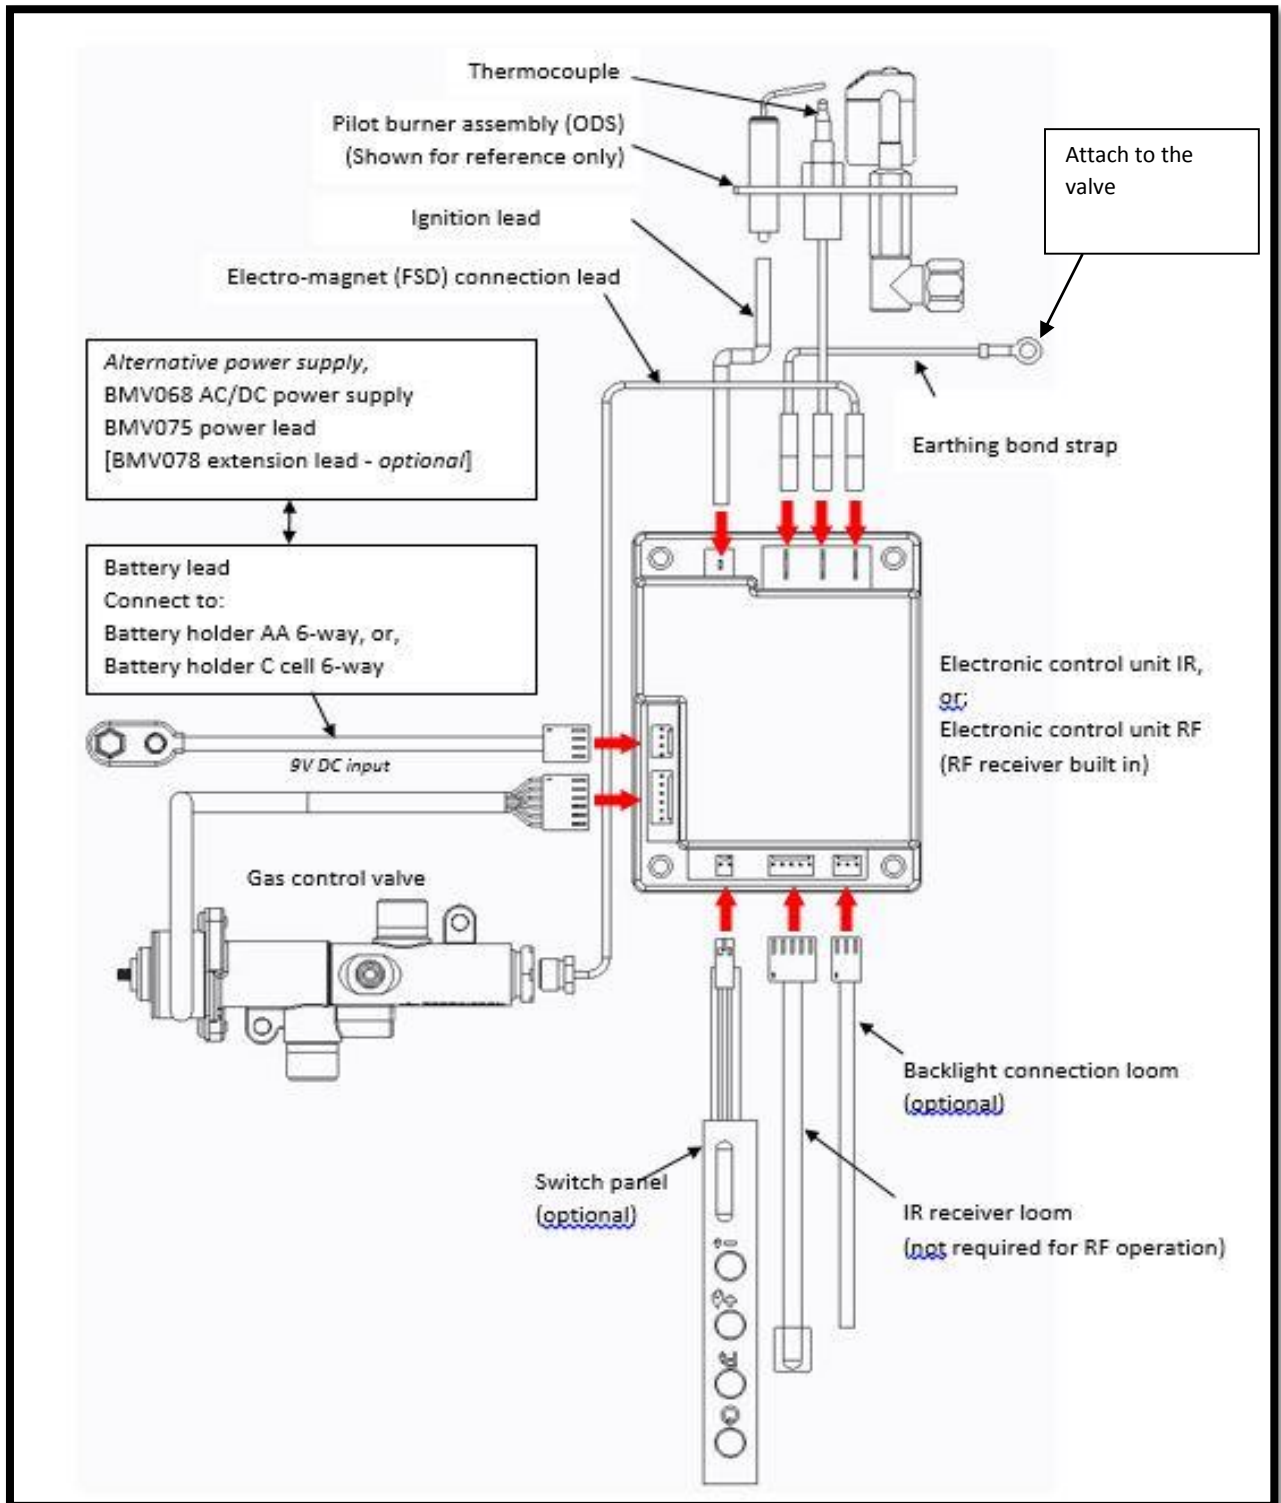 Thermocouple
Pilot burner assembly (ODS)
(Shown for reference only)
Attach to the
valve
Ignition lead
Electro-magnet (FSD) connection lead
Alternative power supply,
BMV068 AC/DC power supply
BMV075 power lead
[BMV078 extension lead - optional]
Earthing bond strap
Battery lead
Connect to:
Battery holder AA 6-way, or,
Battery holder C cell 6-way
Electronic control unit IR,
or;
Electronic control unit RF
(RF receiver built in)
9V DC input
Gas control valve
Backlight connection loom
(optional)
Switch panel
(optional)
IR receiver loom
(not required for RF operation)